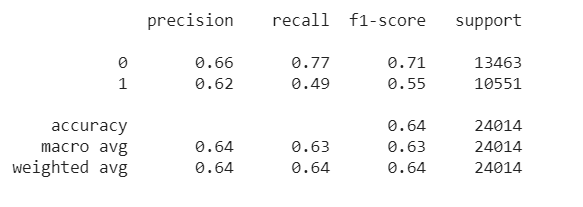 precision recall f1-score support
0 0.66 0.77 0.71 13463
1 0.62 0.49 0.55 10551
accuracy 0.64 24014
macro avg 0.64 0.63 0.63 24014
weighted avg 0.64 0.64 0.64 24014